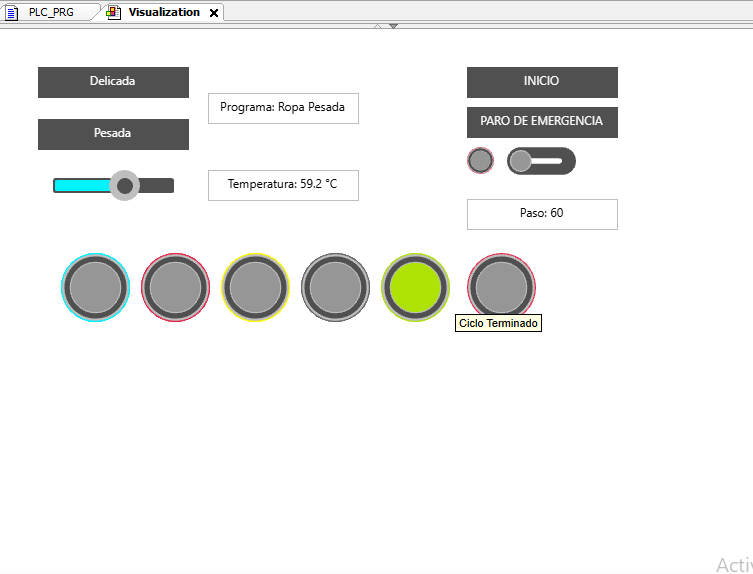 PLC_PRG
Visualization
Delicada
INICIO
Programa: Ropa Pesada
PARO DE EMERGENCIA
Pesada
Temperatura: 59.2 °C
Paso: 60
Ciclo Terminado
Activ